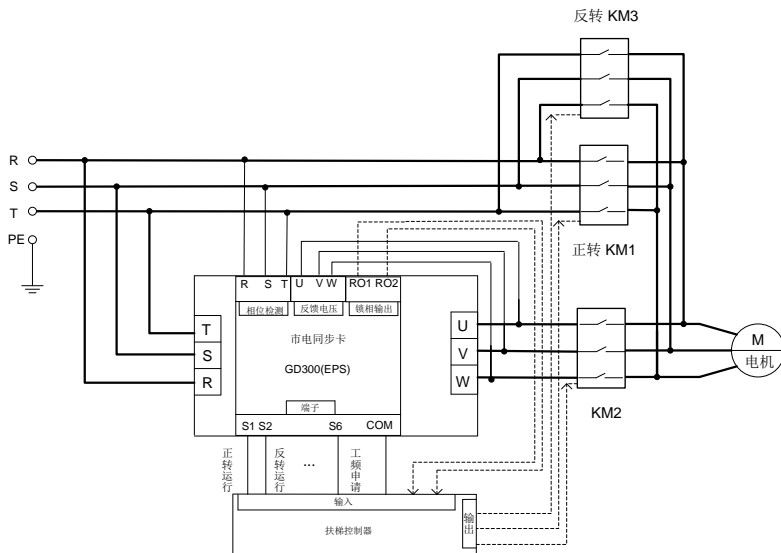 反转 KM3
R
S
T
PE
正转 KM1
R S T U V W RO1 RO2
相位检测 反馈电压 锁相输出
T
S
R
市电同步卡
GD300(EPS)
U
V
W
M
电机
KM2
端子
S1 S2 S6 COM
正转运行
反转运行
...
工频申请
输入
输出
扶梯控制器